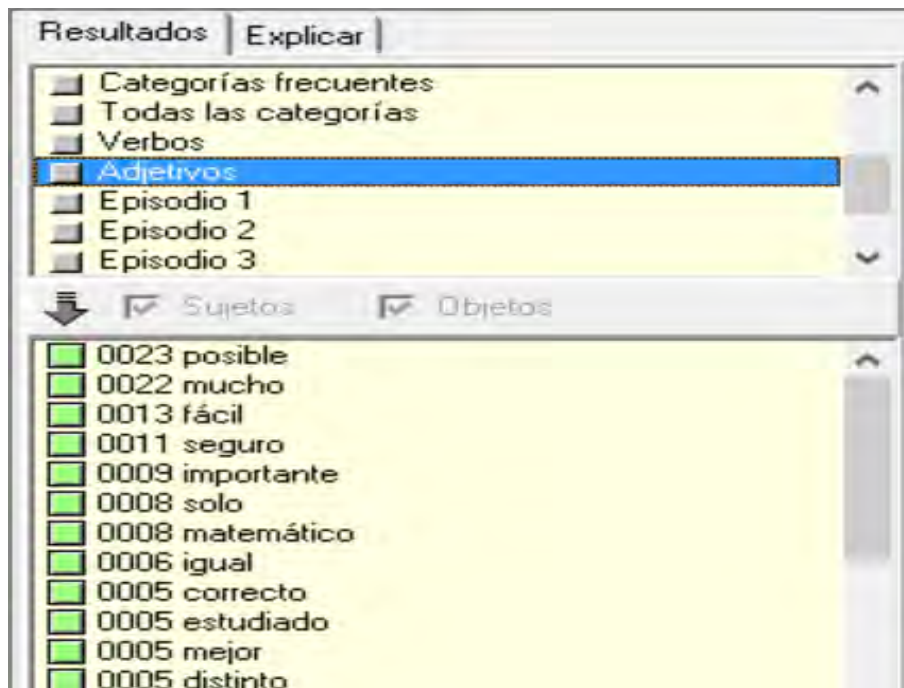 Resultados Explicar
Categorías frecuentes
Todas las categorías
Verbos
Adjetivos
Episodio 1
Episodio 2
Episodio 3
Sujetos Objetos
0023 posible
0022 mucho
0013 fácil
0011 seguro
0009 importante
0008 solo
0008 matemático
0006 igual
0005 correcto
0005 estudiado
0005 mejor
0005 distinto